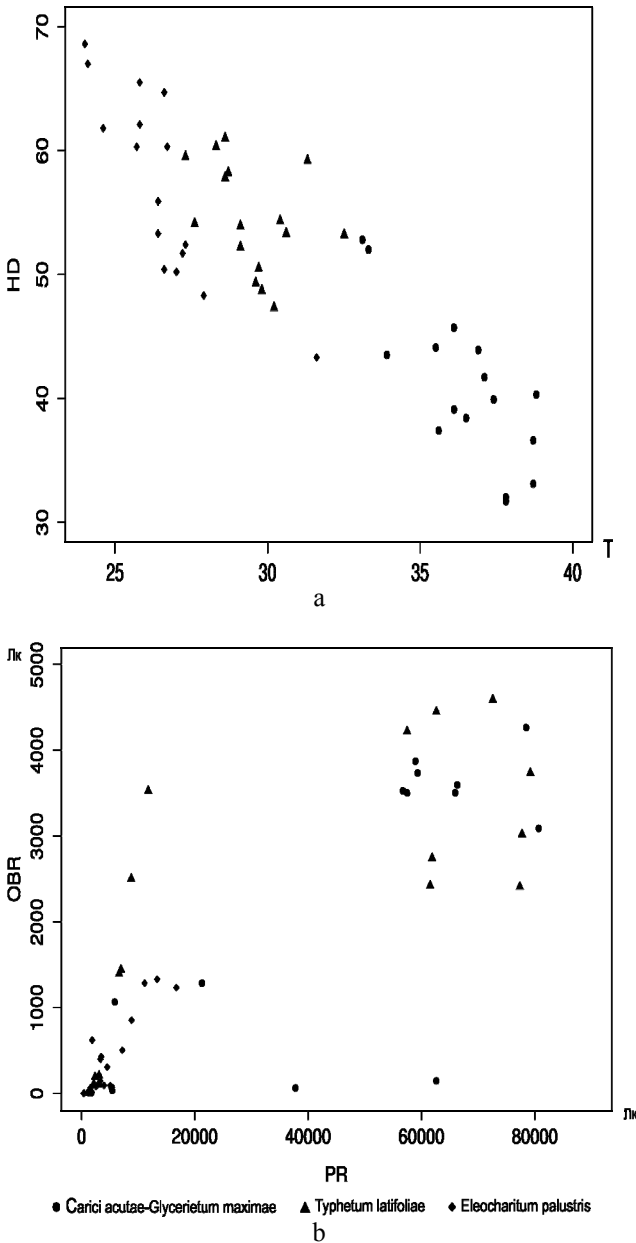 70
60
50
40
30
HD
25 30 35 40 T
a
Лк
5000
4000
3000
2000
1000
0
OBR
0 20000 40000 60000 80000 Лк
PR
Carici acutae-Glycerietum maximae Typhetum latifoliae Eleocharitum palustris
b